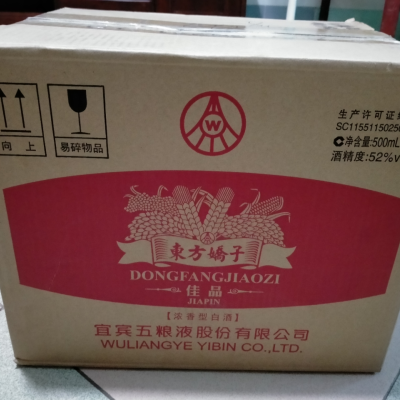 W
向 上
易碎物品
生产许可证编
SC1155115025
净含量:500mL
酒精度:52%v
東方嬌子
DONGFANGJIAOZI
佳品
JIAPIN
【浓香型白酒】
宜宾五粮液股份有限公司
WULIANGYE YIBIN CO.,LTD.